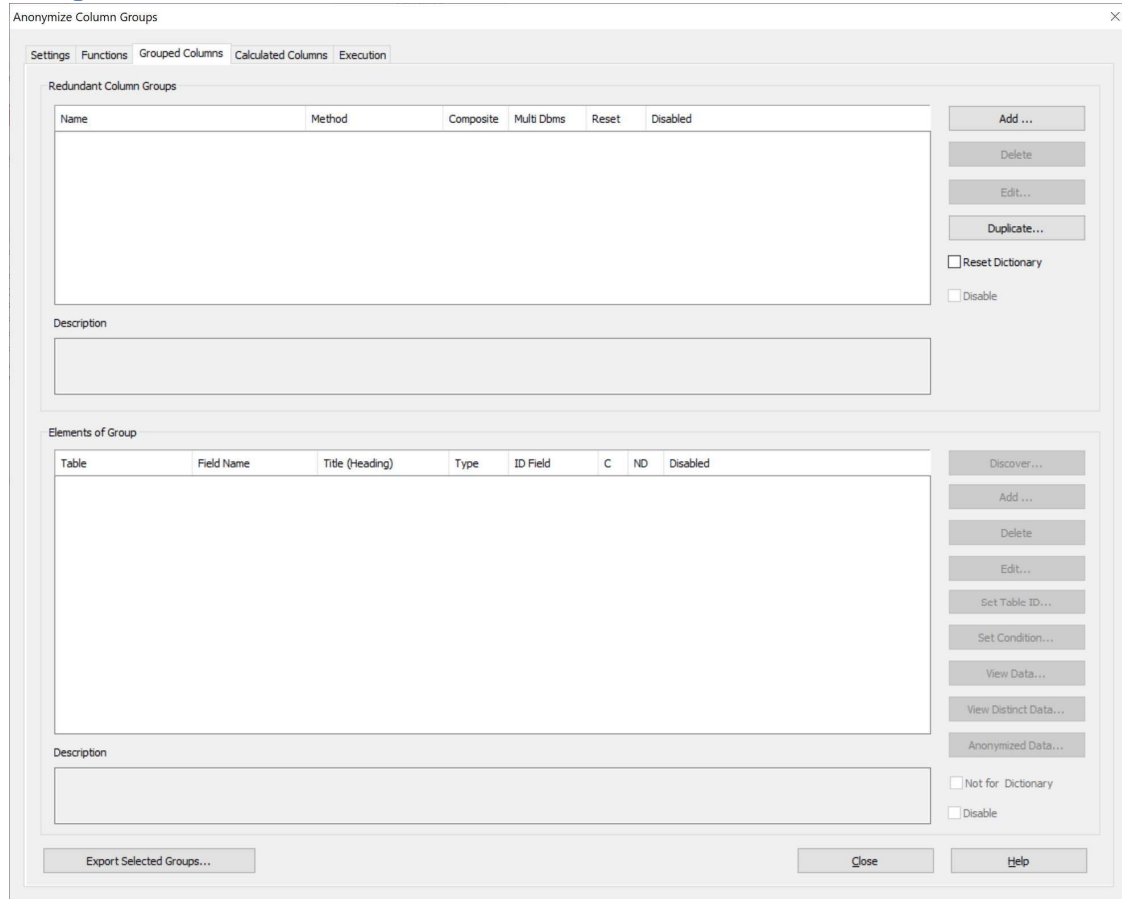 Anonymize Column Groups
Settings Functions Grouped Columns Calculated Columns Execution
Redundant Column Groups
Name Method Composite Multi Dbms Reset Disabled
Add ...
Delete
Edit...
Duplicate...
Reset Dictionary
Disable
Description
Elements of Group
Table Field Name Title (Heading) Type ID Field C ND Disabled
Discover...
Add ...
Delete
Edit...
Set Table ID...
Set Condition...
View Data...
View Distinct Data...
Anonymized Data...
Description
Not for Dictionary
Disable
Export Selected Groups... Close Help